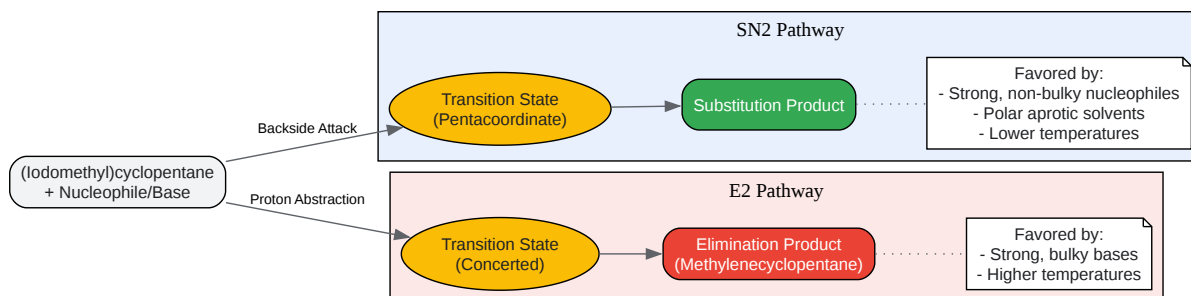 SN2 Pathway
Transition State
(Pentacoordinate)
Substitution Product
Favored by:
- Strong, non-bulky nucleophiles
- Polar aprotic solvents
- Lower temperatures
Backside Attack
(Iodomethyl)cyclopentane
+ Nucleophile/Base
Proton Abstraction
E2 Pathway
Transition State
(Concerted)
Elimination Product
(Methylenecyclopentane)
Favored by:
- Strong, bulky bases
- Higher temperatures